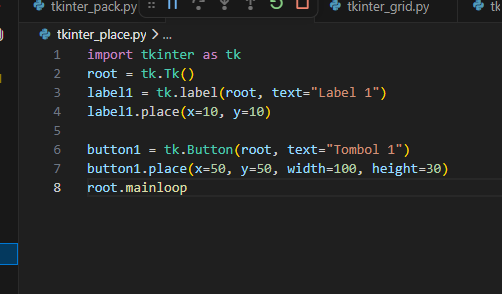 tkinter_pack.py
tkinter_grid.py
tk
tkinter_place.py > ...
1 import tkinter as tk
2 root = tk.Tk()
3 label1 = tk.label(root, text="Label 1")
4 label1.place(x=10, y=10)
5
6 button1 = tk.Button(root, text="Tombol 1")
7 button1.place(x=50, y=50, width=100, height=30)
8 root.mainloop